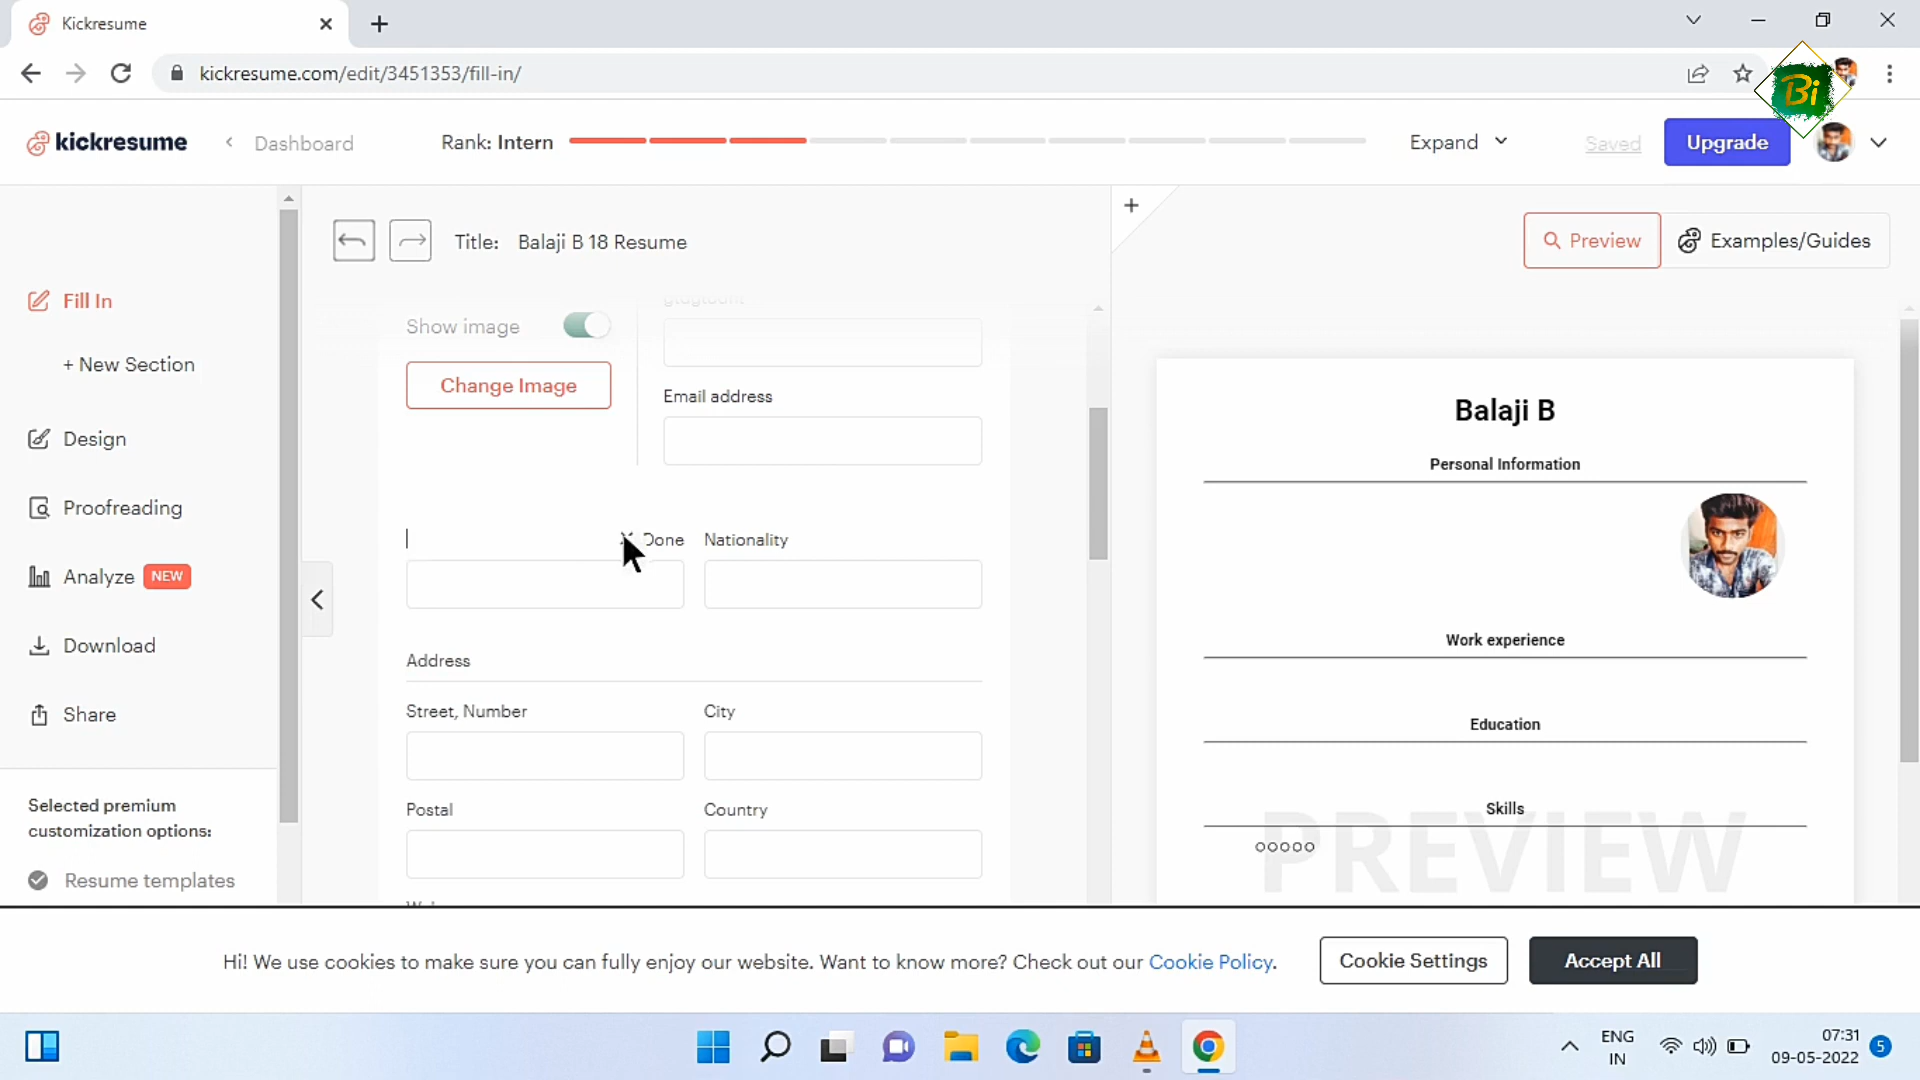 Kickresume
kickresume.com/edit/3451353/fill-in/
Bi
kickresume
Dashboard
Rank: Intern
Expand
Saved
Upgrade
Title: Balaji B 18 Resume
Preview
Examples/Guides
Fill In
+ New Section
Design
Proofreading
Analyze NEW
Download
Share
Selected premium
customization options:
Resume templates
Show image
Change Image
Email address
Done
Nationality
Address
Street, Number
City
Postal
Country
Balaji B
Personal Information
Work experience
Education
Skills
PREVIEW
Hi! We use cookies to make sure you can fully enjoy our website. Want to know more? Check out our Cookie Policy.
Cookie Settings
Accept All
ENG
IN
07:31
09-05-2022
5